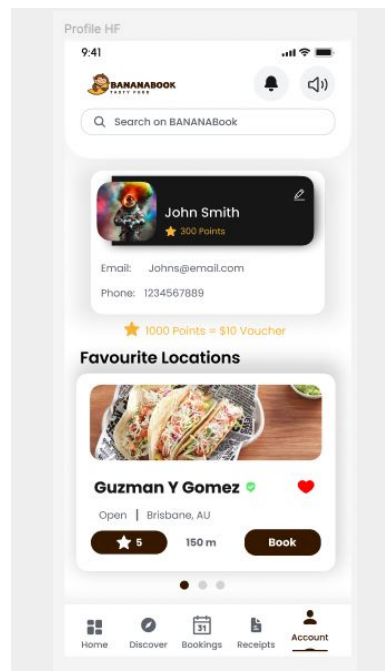 Profile HF
9:41
BANANABOOK
TASTY FOOD
Search on BANANABook
John Smith
300 Points
Email: Johns@email.com
Phone: 1234567889
1000 Points = $10 Voucher
Favourite Locations
Guzman Y Gomez
Open | Brisbane, AU
5 150 m Book
31
Home Discover Bookings Receipts Account